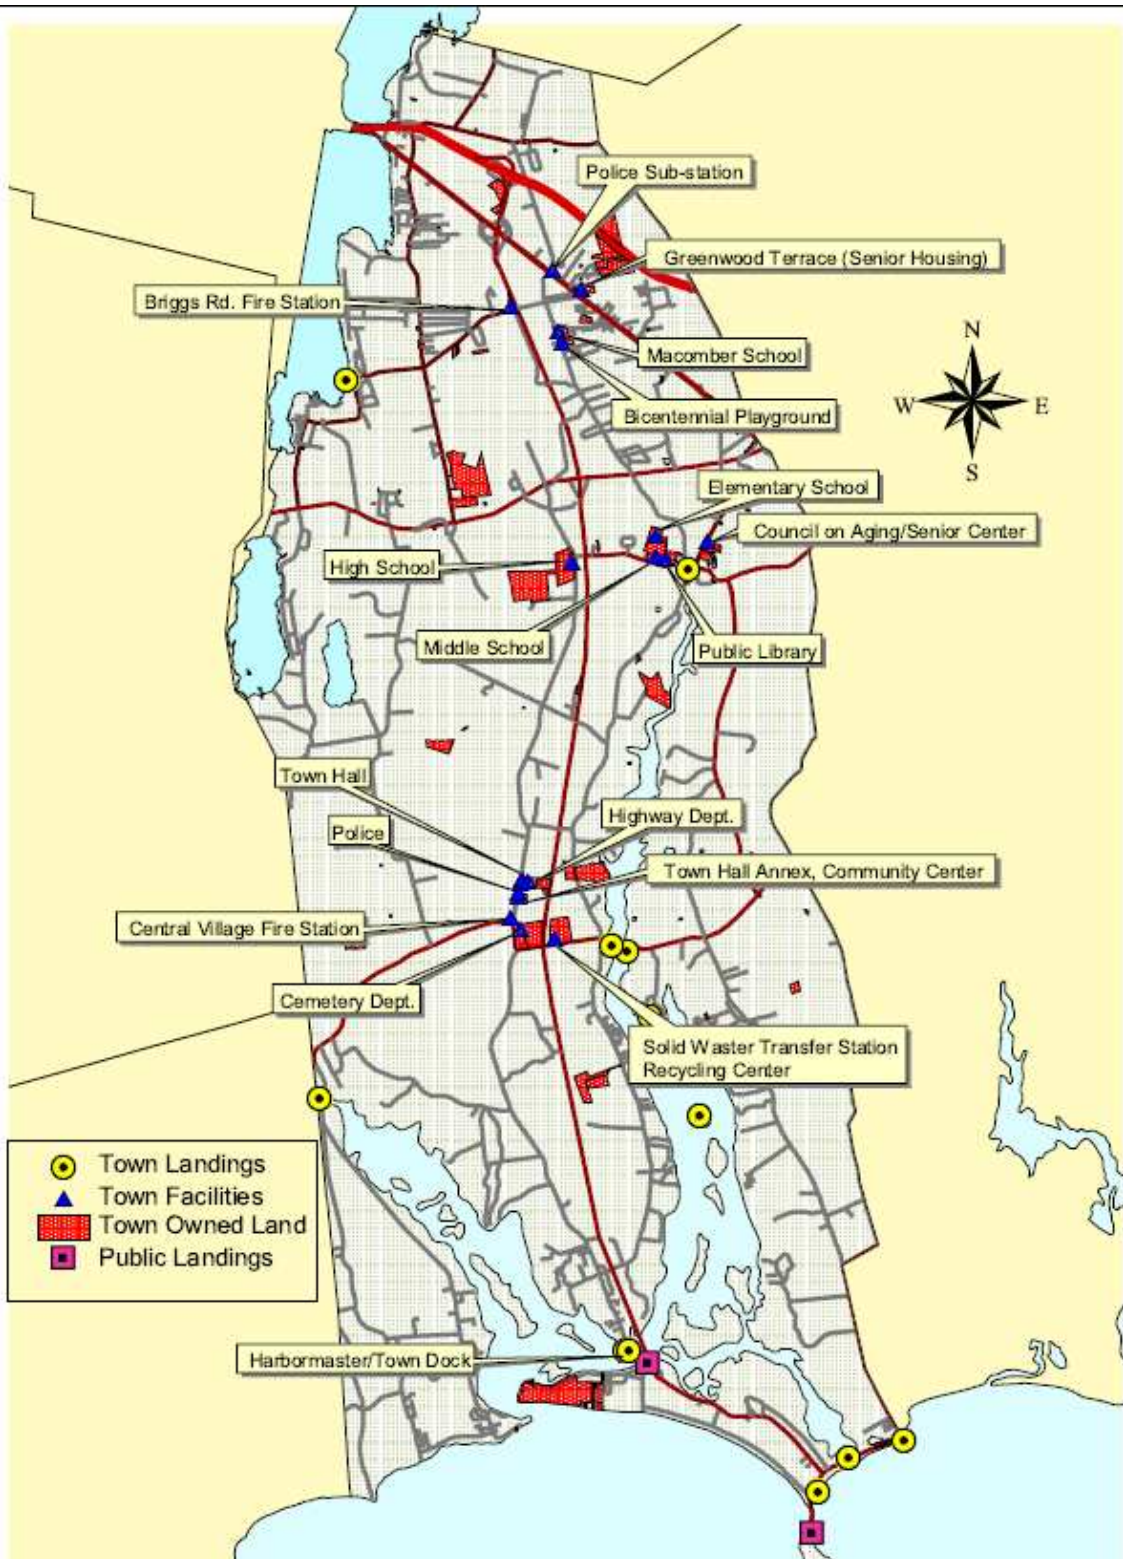 Police Sub-station
Greenwood Terrace (Senior Housing)
Briggs Rd. Fire Station
Macomber School
Bicentennial Playground
N
W
E
S
Elementary School
Council on Aging/Senior Center
High School
Middle School
Public Library
Town Hall
Highway Dept.
Police
Town Hall Annex, Community Center
Central Village Fire Station
Cemetery Dept.
Solid Waster Transfer Station
Recycling Center
Town Landings
Town Facilities
Town Owned Land
Public Landings
Harbormaster/Town Dock